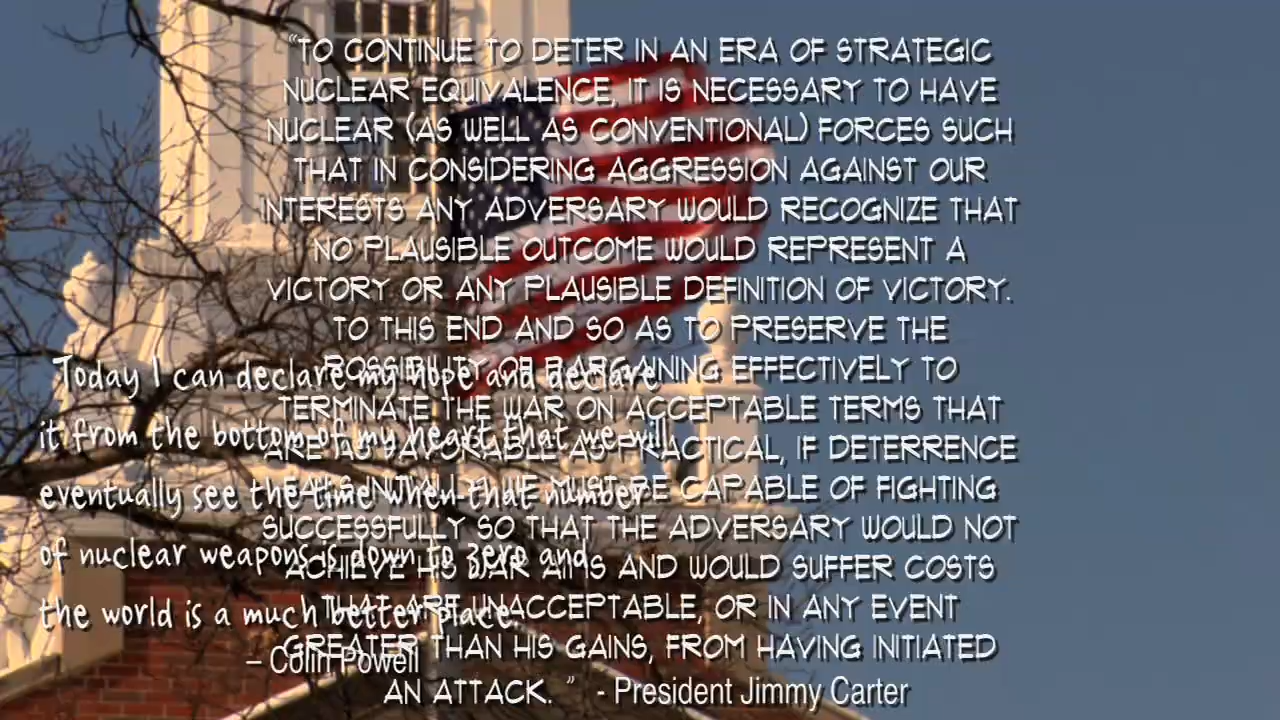 “TO CONTINUE TO DETER IN AN ERA OF STRATEGIC
NUCLEAR EQUIVALENCE, IT IS NECESSARY TO HAVE
NUCLEAR (AS WELL AS CONVENTIONAL) FORCES SUCH
THAT IN CONSIDERING AGGRESSION AGAINST OUR
INTERESTS ANY ADVERSARY WOULD RECOGNIZE THAT
NO PLAUSIBLE OUTCOME WOULD REPRESENT A
VICTORY OR ANY PLAUSIBLE DEFINITION OF VICTORY.
TO THIS END AND SO AS TO PRESERVE THE
POSSIBILITY OF BARGAINING EFFECTIVELY TO
TERMINATE THE WAR ON ACCEPTABLE TERMS THAT
ARE AS FAVORABLE AS PRACTICAL, IF DETERRENCE
FAILS INITIALLY, WE MUST BE CAPABLE OF FIGHTING
SUCCESSFULLY SO THAT THE ADVERSARY WOULD NOT
ACHIEVE HIS WAR AIMS AND WOULD SUFFER COSTS
THAT ARE UNACCEPTABLE, OR IN ANY EVENT
GREATER THAN HIS GAINS, FROM HAVING INITIATED
AN ATTACK. ” - President Jimmy Carter
Today I can declare my hope and declare
it from the bottom of my heart that we will
eventually see the time when that number
of nuclear weapons is down to zero and
the world is a much better place.
– Colin Powell